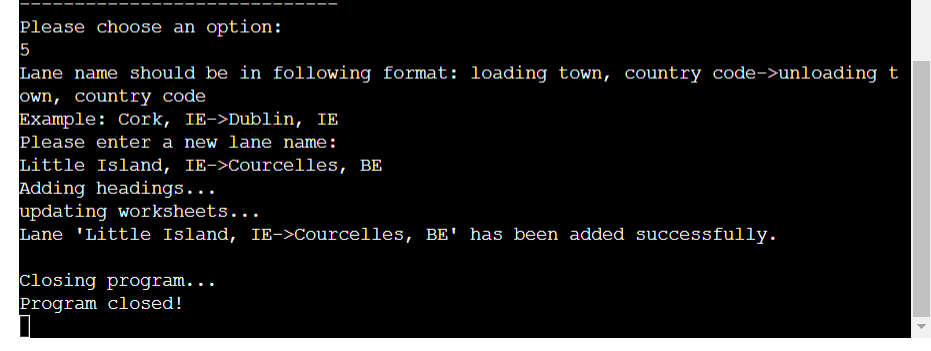 -----------------------------
Please choose an option:
5
Lane name should be in following format: loading town, country code->unloading t
own, country code
Example: Cork, IE->Dublin, IE
Please enter a new lane name:
Little Island, IE->Courcelles, BE
Adding headings...
updating worksheets...
Lane 'Little Island, IE->Courcelles, BE' has been added successfully.

Closing program...
Program closed!